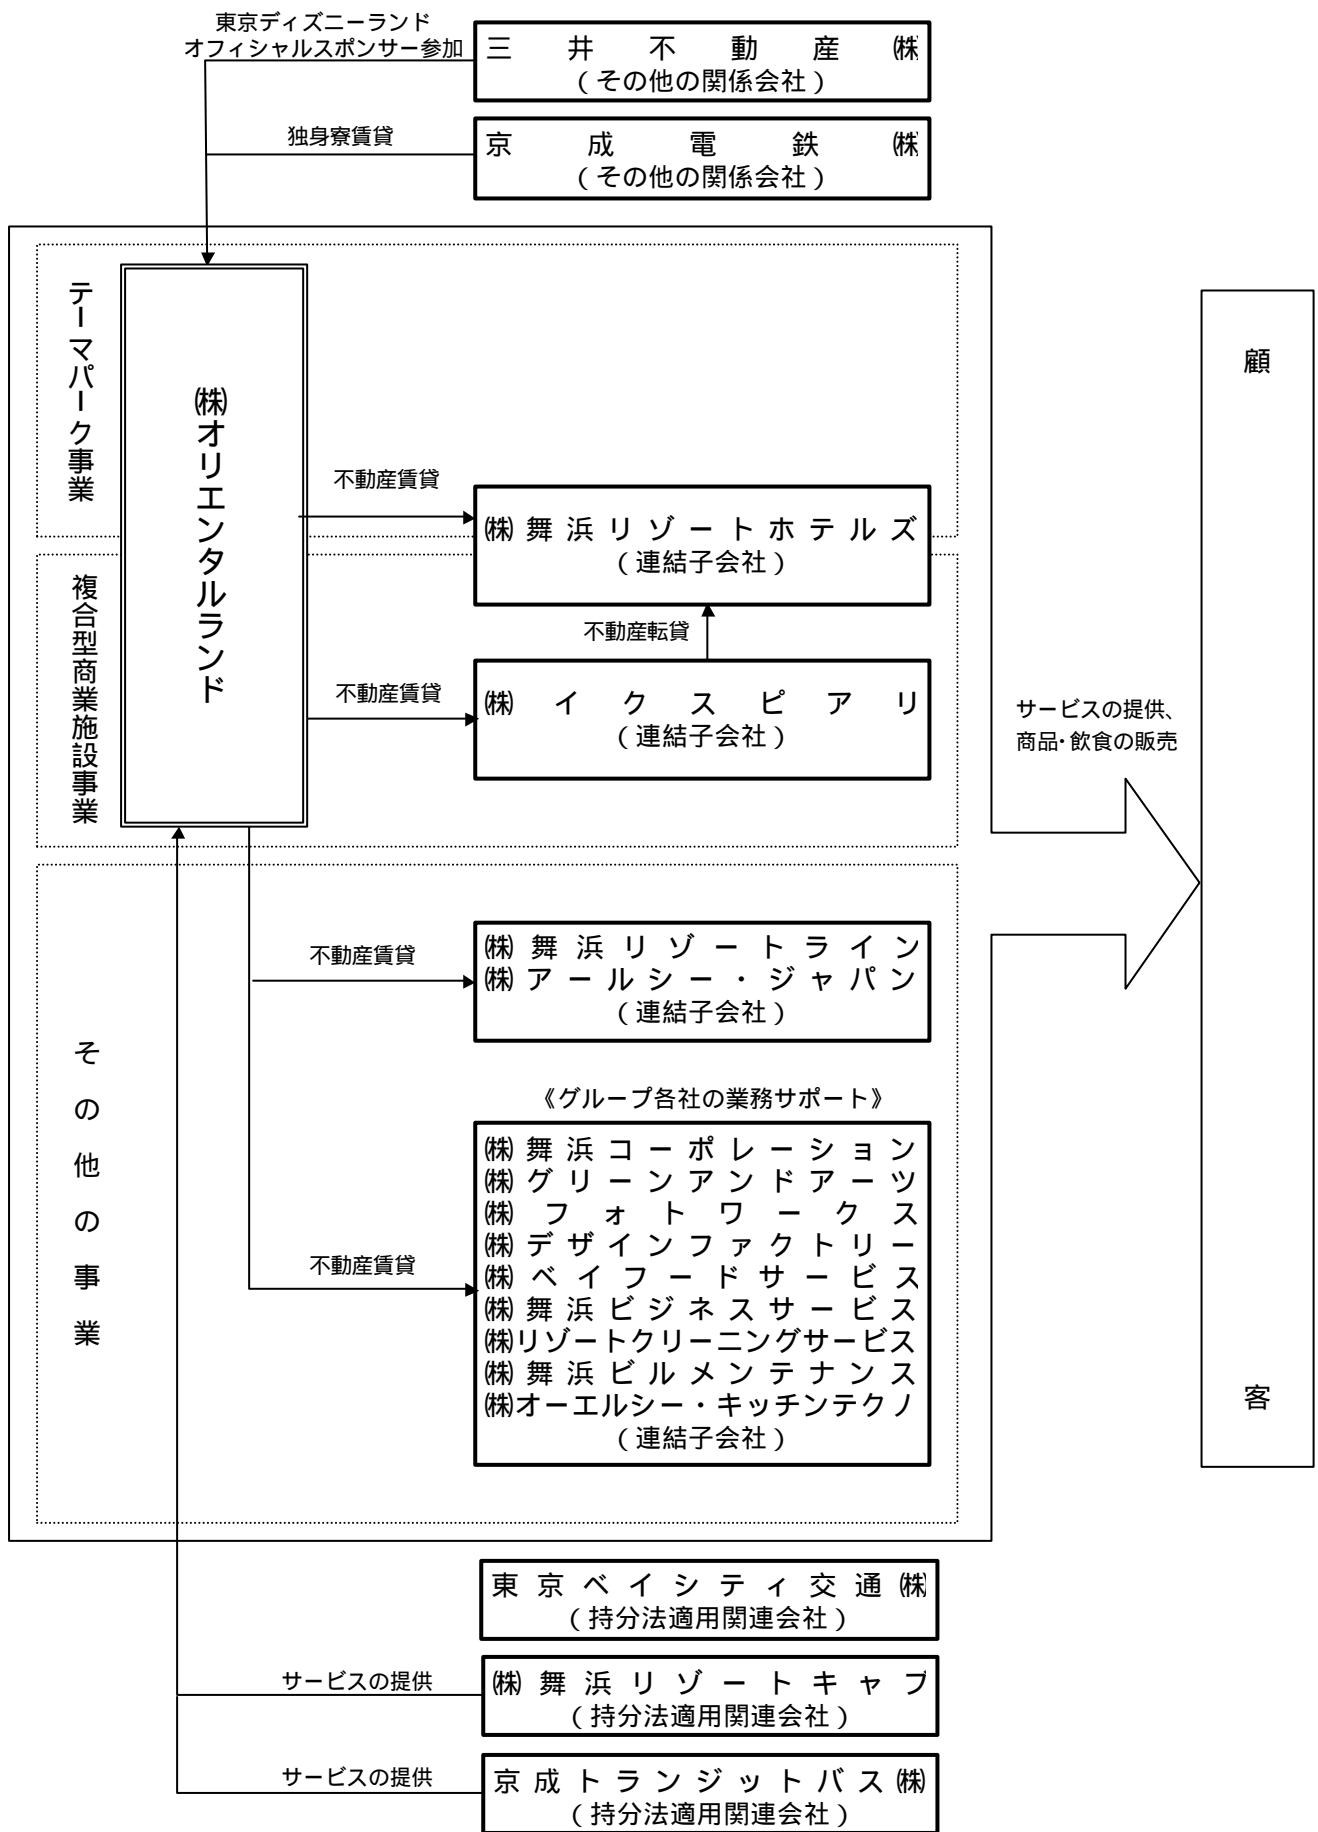 東京ディズニーランド
オフィシャルスポンサー参加
三井不動産㈱
(その他の関係会社)
独身寮賃貸
京成電鉄㈱
(その他の関係会社)
テーマパーク事業
㈱オリエンタルランド
不動産賃貸
㈱舞浜リゾートホテルズ
(連結子会社)
複合型商業施設事業
不動産転貸
不動産賃貸
㈱イクスピアリ
(連結子会社)
サービスの提供、
商品・飲食の販売
顧客
その他の事業
不動産賃貸
㈱舞浜リゾートライン
㈱アールシー・ジャパン
(連結子会社)
《グループ各社の業務サポート》
不動産賃貸
㈱舞浜コーポレーション
㈱グリーンアンドアーツ
㈱フォトワークス
㈱デザインファクトリー
㈱ベイフードサービス
㈱舞浜ビジネスサービス
㈱リゾートクリーニングサービス
㈱舞浜ビルメンテナンス
㈱オーエルシー・キッチンテクノ
(連結子会社)
東京ベイシティ交通㈱
(持分法適用関連会社)
サービスの提供
㈱舞浜リゾートキャブ
(持分法適用関連会社)
サービスの提供
京成トランジットバス㈱
(持分法適用関連会社)